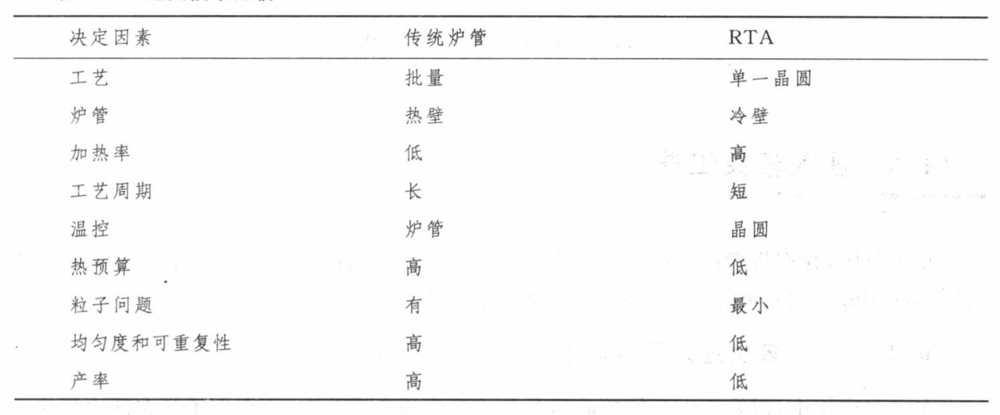 决定因素 传统炉管 RTA
工艺 批量 单一晶圆
炉管 热壁 冷壁
加热率 低 高
工艺周期 长 短
温控 炉管 晶圆
热预算 高 低
粒子问题 有 最小
均匀度和可重复性 高 低
产率 高 低